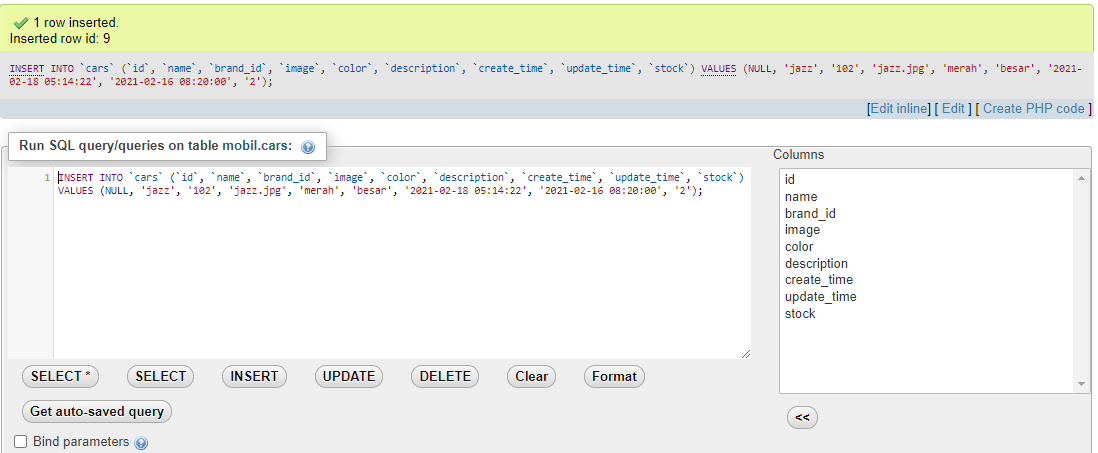 1 row inserted.
Inserted row id: 9
INSERT INTO `cars` (`id`, `name`, `brand_id`, `image`, `color`, `description`, `create_time`, `update_time`, `stock`) VALUES (NULL, 'jazz', '102', 'jazz.jpg', 'merah', 'besar', '2021-
02-18 05:14:22', '2021-02-16 08:20:00', '2');
[Edit inline] [ Edit ] [ Create PHP code ]
Run SQL query/queries on table mobil.cars:
1 INSERT INTO `cars` (`id`, `name`, `brand_id`, `image`, `color`, `description`, `create_time`, `update_time`, `stock`)
VALUES (NULL, 'jazz', '102', 'jazz.jpg', 'merah', 'besar', '2021-02-18 05:14:22', '2021-02-16 08:20:00', '2');
Columns
id
name
brand_id
image
color
description
create_time
update_time
stock
SELECT * SELECT INSERT UPDATE DELETE Clear Format
Get auto-saved query
<<
Bind parameters